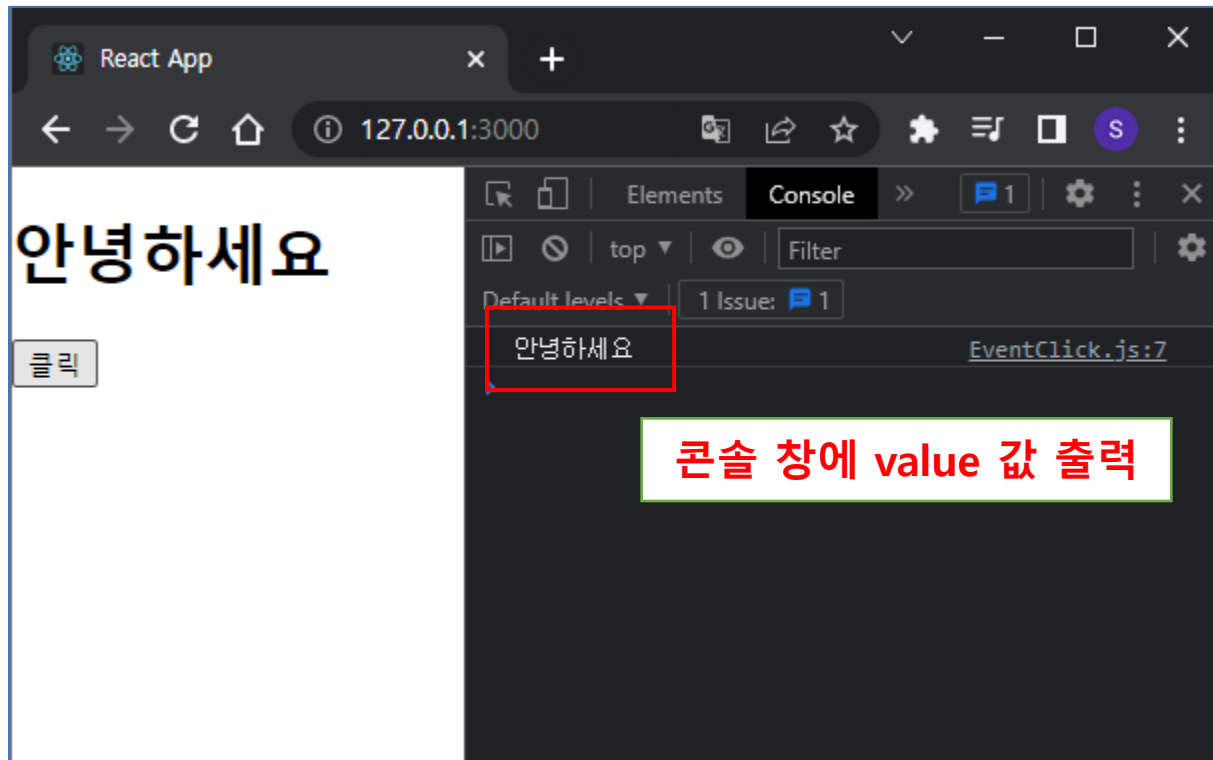 React App
127.0.0.1:3000
S
안녕하세요
클릭
Elements
Console
1
top
Filter
Default levels
1 Issue: 1
안녕하세요
EventClick.js:7
콘솔 창에 value 값 출력